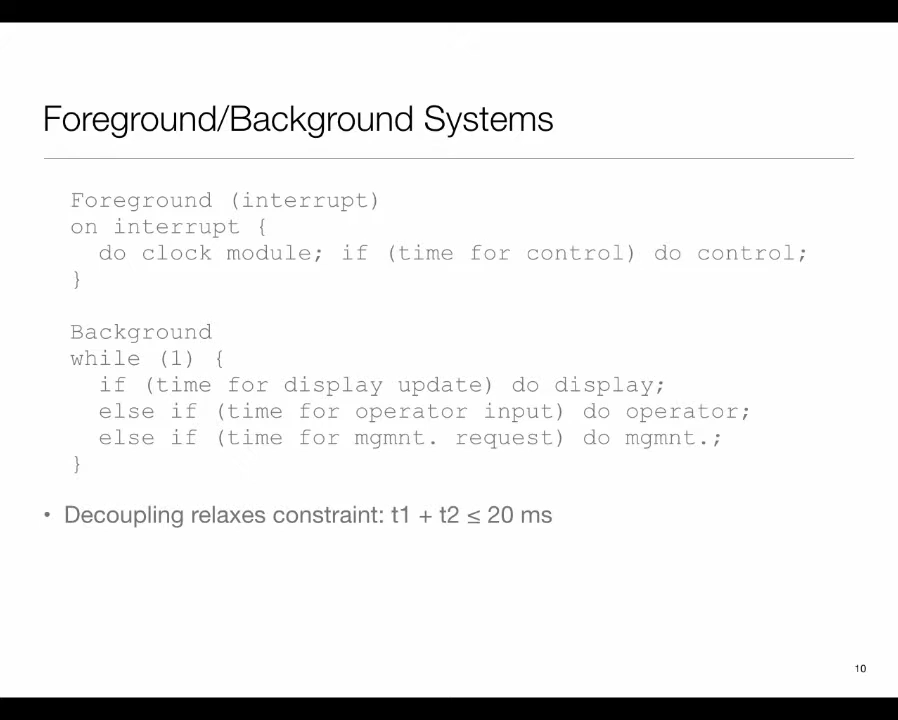 Foreground/Background Systems
Foreground (interrupt)
on interrupt {
  do clock module; if (time for control) do control;
}
Background
while (1) {
  if (time for display update) do display;
  else if (time for operator input) do operator;
  else if (time for mgmnt. request) do mgmnt.;
}
• Decoupling relaxes constraint: t1 + t2 ≤ 20 ms
10